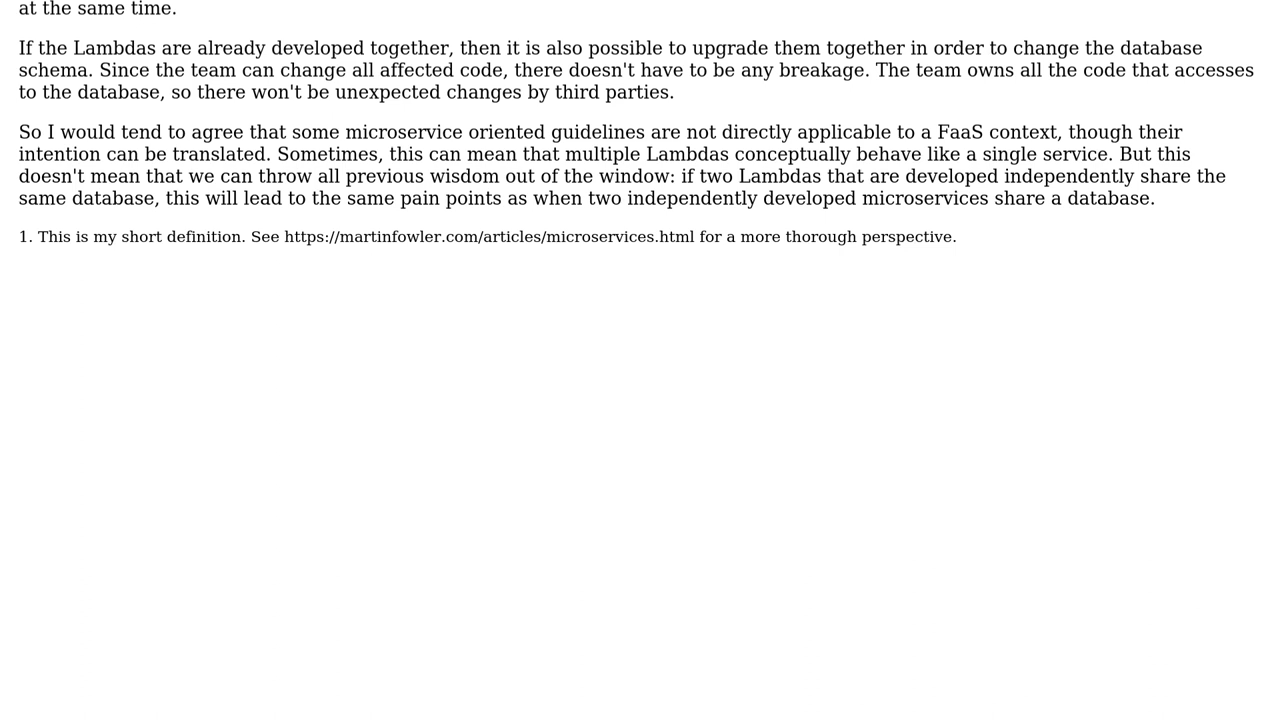 at the same time.
If the Lambdas are already developed together, then it is also possible to upgrade them together in order to change the database
schema. Since the team can change all affected code, there doesn't have to be any breakage. The team owns all the code that accesses
to the database, so there won't be unexpected changes by third parties.
So I would tend to agree that some microservice oriented guidelines are not directly applicable to a FaaS context, though their
intention can be translated. Sometimes, this can mean that multiple Lambdas conceptually behave like a single service. But this
doesn't mean that we can throw all previous wisdom out of the window: if two Lambdas that are developed independently share the
same database, this will lead to the same pain points as when two independently developed microservices share a database.
1. This is my short definition. See https://martinfowler.com/articles/microservices.html for a more thorough perspective.